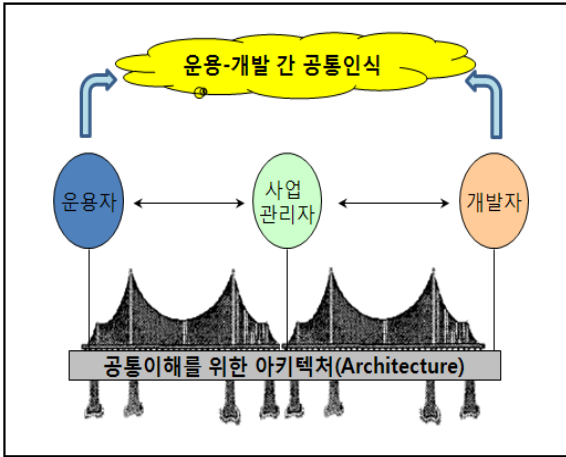 운용-개발 간 공통인식
운용자
사업
관리자
개발자
공통이해를 위한 아키텍처(Architecture)